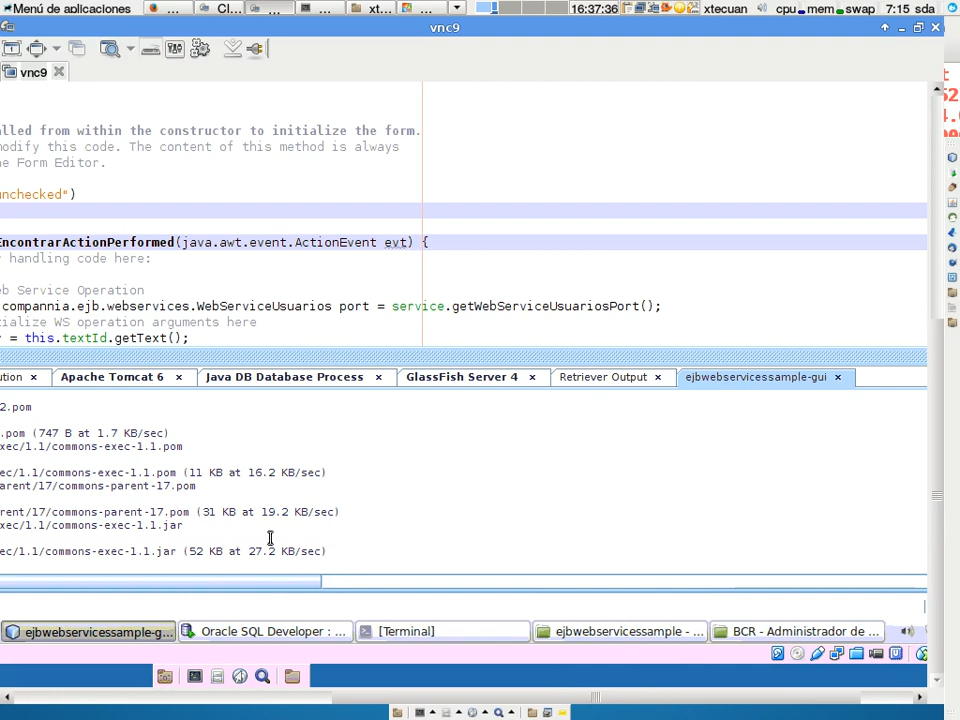 Menú de aplicaciones ... Cl... ... ... xt... ... 16:37:36 xtecuan cpu mem swap 7:15 sda
vnc9
vnc9
alled from within the constructor to initialize the form.
modify this code. The content of this method is always
he Form Editor.
unchecked")
EncontrarActionPerformed(java.awt.event.ActionEvent evt) {
handling code here:
eb Service Operation
compannia.ejb.webservices.WebServiceUsuarios port = service.getWebServiceUsuariosPort();
tialize WS operation arguments here
= this.textId.getText();
ution Apache Tomcat 6 Java DB Database Process GlassFish Server 4 Retriever Output ejbwebservicessample-gui
2.pom
.pom (747 B at 1.7 KB/sec)
xec/1.1/commons-exec-1.1.pom
ec/1.1/commons-exec-1.1.pom (11 KB at 16.2 KB/sec)
arent/17/commons-parent-17.pom
rent/17/commons-parent-17.pom (31 KB at 19.2 KB/sec)
xec/1.1/commons-exec-1.1.jar
ec/1.1/commons-exec-1.1.jar (52 KB at 27.2 KB/sec)
ejbwebservicessample-g... Oracle SQL Developer : ... [Terminal] ejbwebservicessample - ... BCR - Administrador de ...